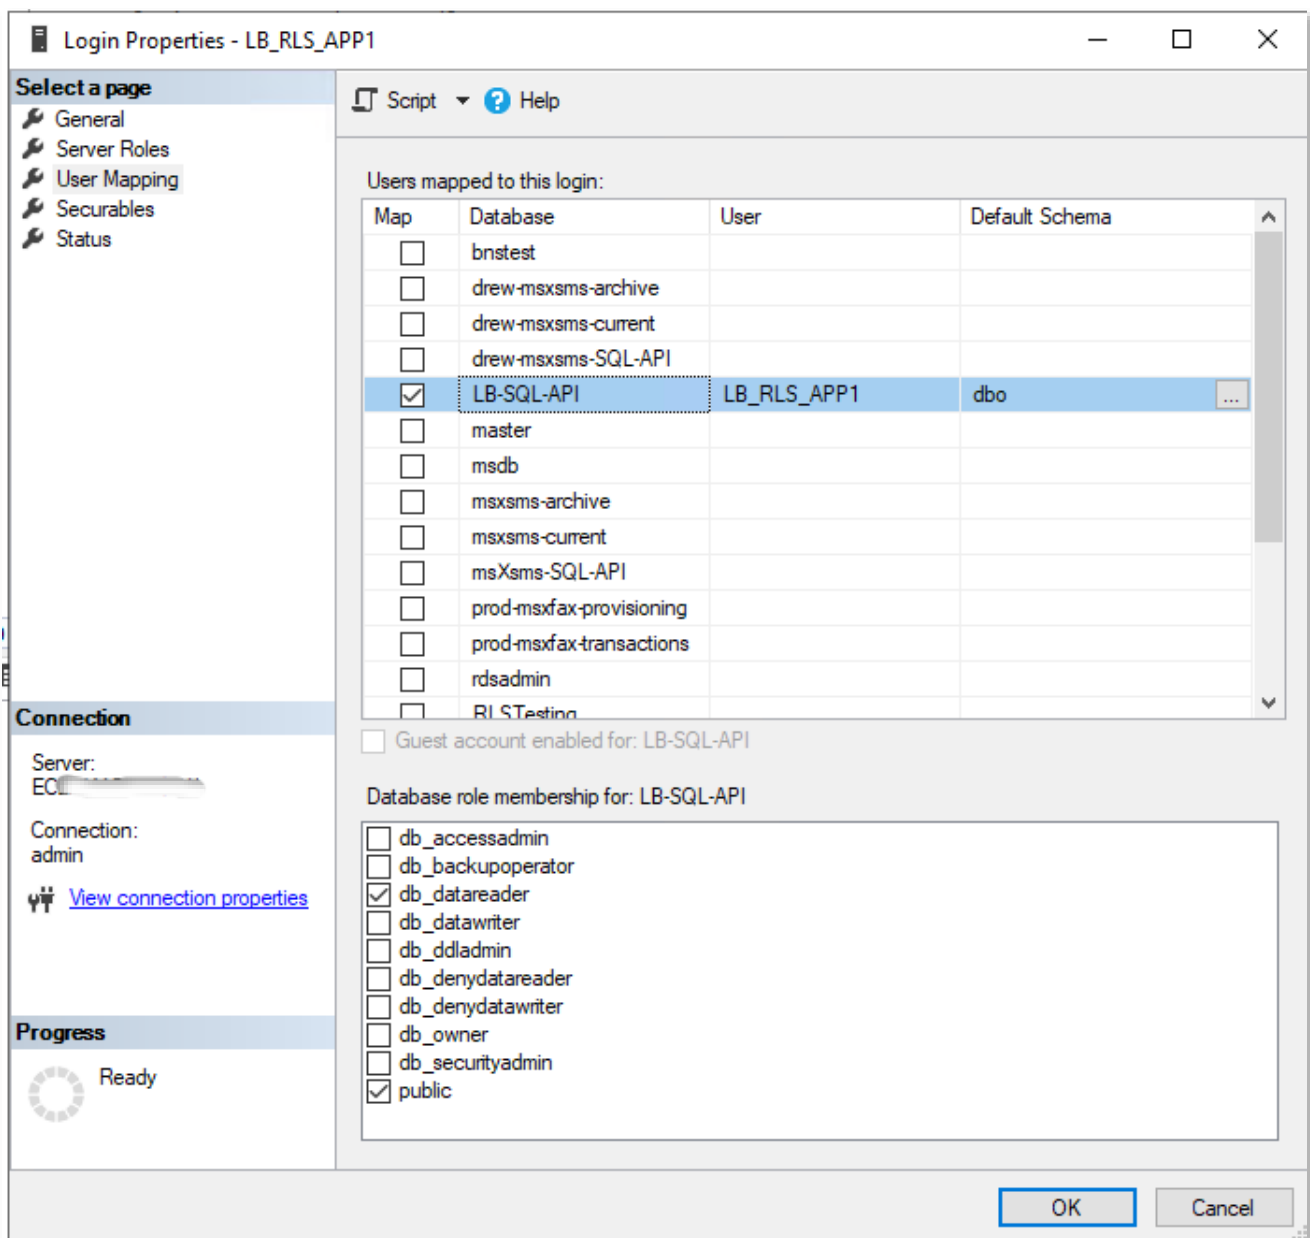 Login Properties - LB_RLS_APP1
Select a page
General
Server Roles
User Mapping
Securables
Status
Script
Help
Users mapped to this login:
Map Database User Default Schema
bnstest
drew-msxsms-archive
drew-msxsms-current
drew-msxsms-SQL-API
LB-SQL-API LB_RLS_APP1 dbo ...
master
msdb
msxsms-archive
msxsms-current
msXsms-SQL-API
prod-msxfax-provisioning
prod-msxfax-transactions
rdsadmin
RLSTesting
Guest account enabled for: LB-SQL-API
Database role membership for: LB-SQL-API
db_accessadmin
db_backupoperator
db_datareader
db_datawriter
db_ddladmin
db_denydatareader
db_denydatawriter
db_owner
db_securityadmin
public
Connection
Server:
Connection:
admin
View connection properties
Progress
Ready
OK
Cancel